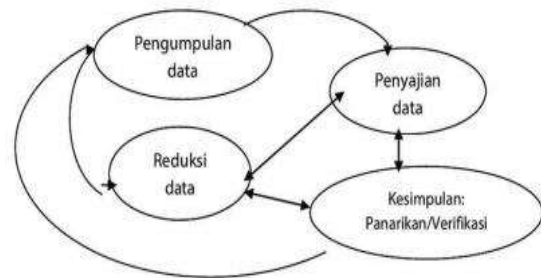 Pengumpulan
data
Penyajian
data
Reduksi
data
Kesimpulan:
Panarikan/Verifikasi